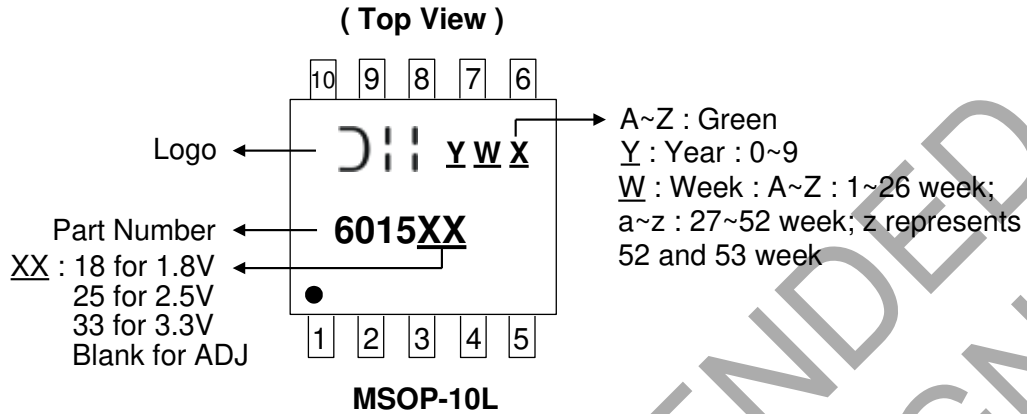 ( Top View )
10 9 8 7 6
Logo
Y W X
A~Z : Green
Y : Year : 0~9
W : Week : A~Z : 1~26 week;
a~z : 27~52 week; z represents
52 and 53 week
Part Number
6015XX
XX : 18 for 1.8V
25 for 2.5V
33 for 3.3V
Blank for ADJ
1 2 3 4 5
MSOP-10L